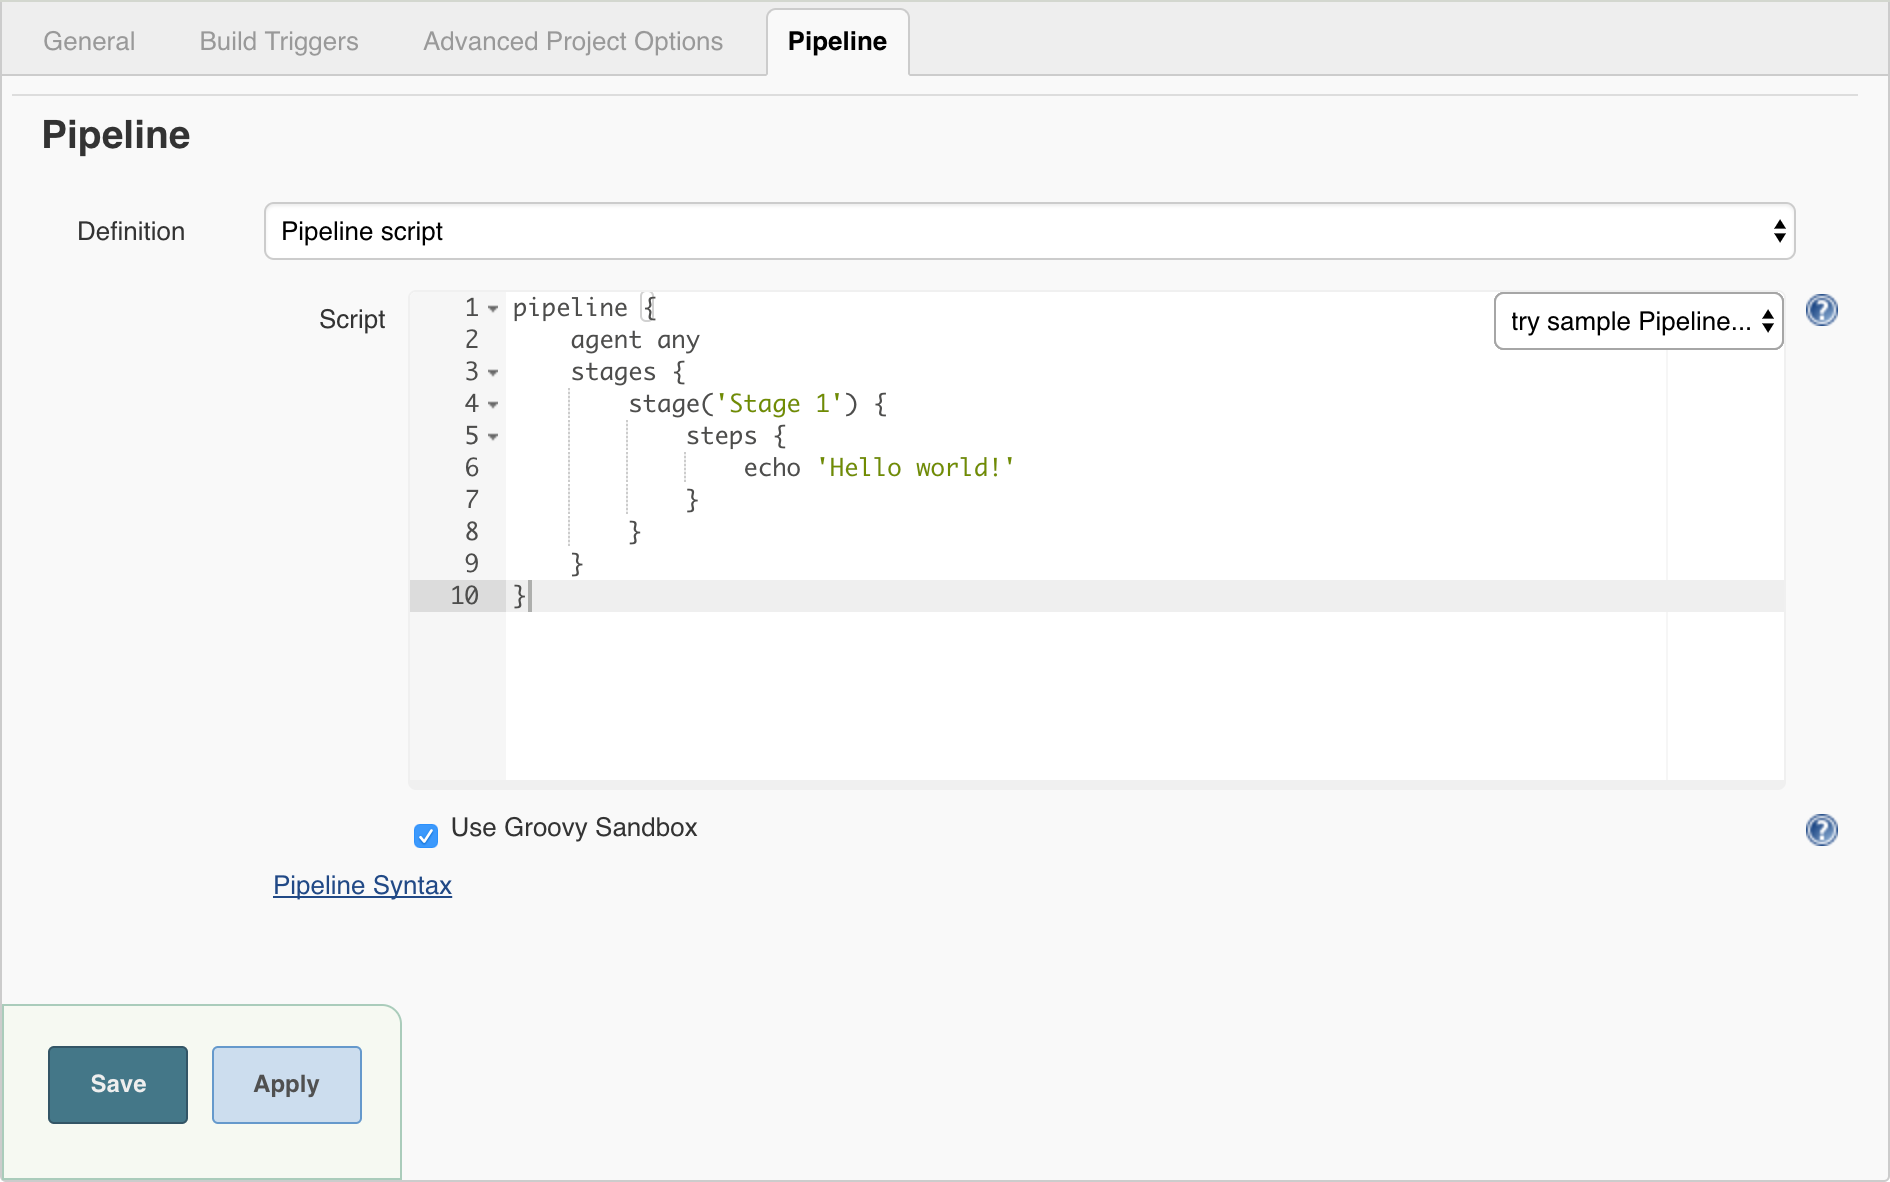 General Build Triggers Advanced Project Options Pipeline
Pipeline
Definition Pipeline script
Script
try sample Pipeline...
1 pipeline {
2     agent any
3     stages {
4         stage('Stage 1') {
5             steps {
6                 echo 'Hello world!'
7             }
8         }
9     }
10 }
Use Groovy Sandbox
Pipeline Syntax
Save Apply